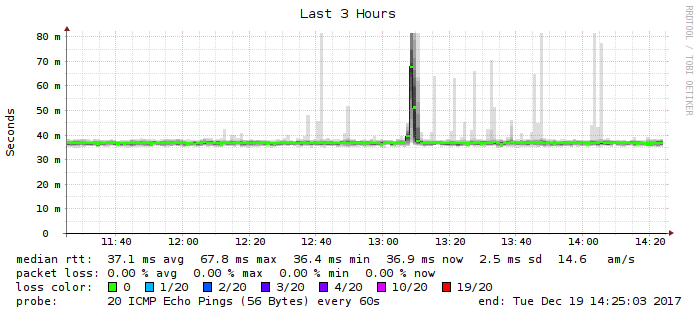 Last 3 Hours
RRDTOOL / TOBI OETIKER
Seconds
80 m
70 m
60 m
50 m
40 m
30 m
20 m
10 m
0
11:40 12:00 12:20 12:40 13:00 13:20 13:40 14:00 14:20
median rtt: 37.1 ms avg 67.8 ms max 36.4 ms min 36.9 ms now 2.5 ms sd 14.6 am/s
packet loss: 0.00 % avg 0.00 % max 0.00 % min 0.00 % now
loss color: 0 1/20 2/20 3/20 4/20 10/20 19/20
probe: 20 ICMP Echo Pings (56 Bytes) every 60s end: Tue Dec 19 14:25:03 2017